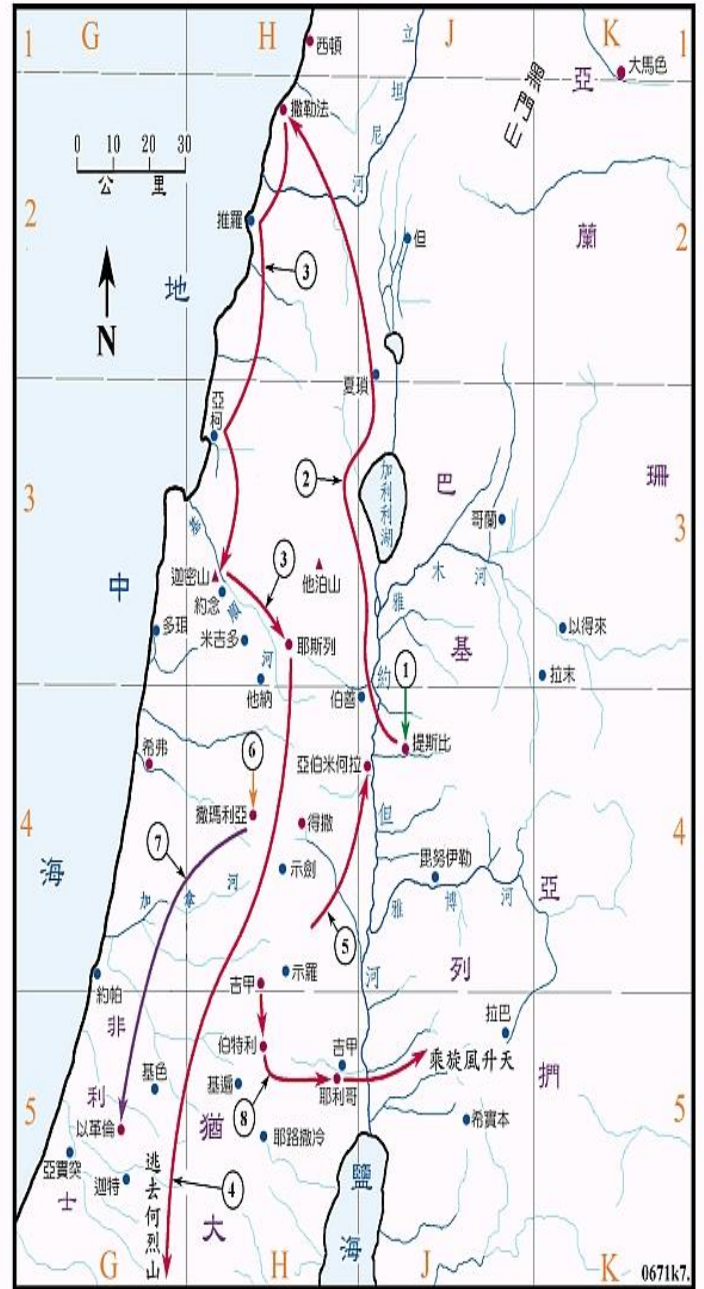 G H J K
1 1
西頓
大馬色
黑門山
亞
撒勒法
立坦尼河
0 10 20 30
公里
2 2
推羅
但
蘭
3
地
N
夏瑣
亞柯
2
加利利湖
巴
珊
3 3
哥蘭
雅木河
中
迦密山
3
他泊山
約念
順
多珥
米吉多
河
耶斯列
基
以得來
他納
約
1
拉末
伯善
希弗
6
亞伯米何拉
提斯比
撒瑪利亞
4 4
得撒
但
7
海
示劍
毘努伊勒
加拿河
雅博河
亞
5
列
吉甲
示羅
河
約帕
非
伯特利
吉甲
拉巴
乘旋風升天
們
基色
基遍
8
耶利哥
5 5
利
猶
希實本
以革倫
耶路撒冷
亞實突
迦特
逃去何烈山
4
鹽
士
大
海
G H J K
0671k7.